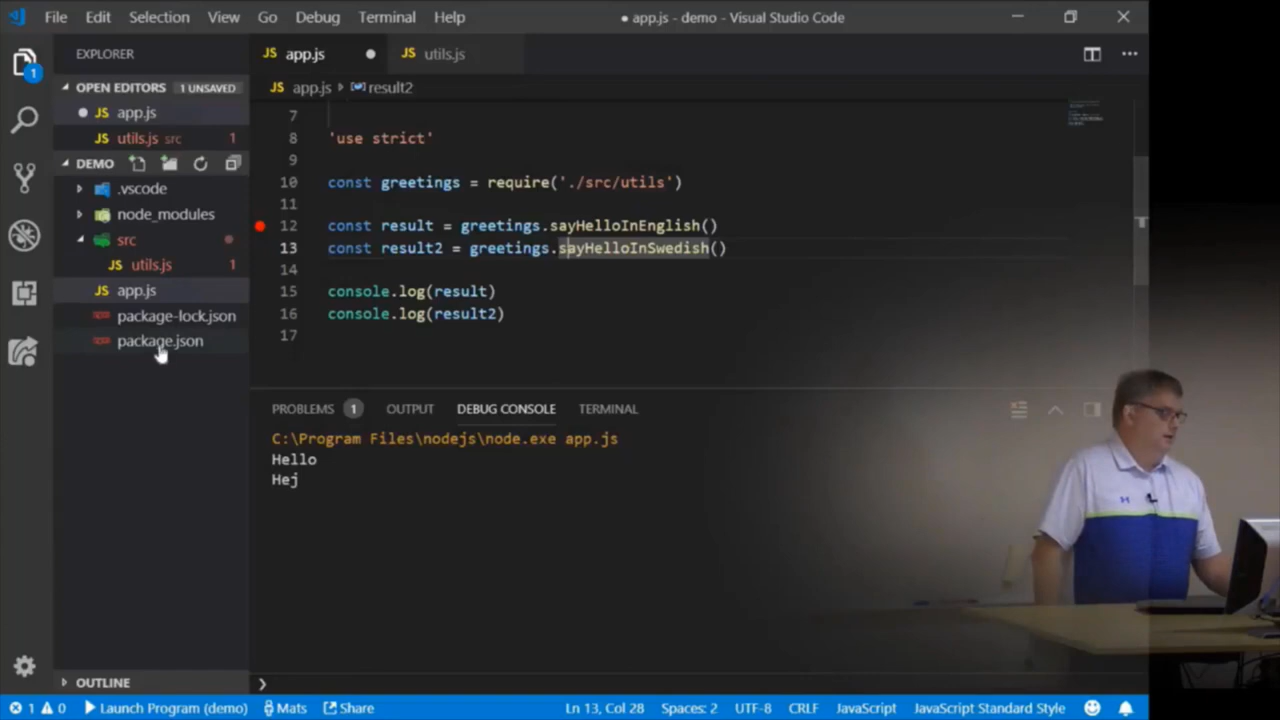 File Edit Selection View Go Debug Terminal Help
● app.js - demo - Visual Studio Code
EXPLORER
JS app.js
JS utils.js
OPEN EDITORS 1 UNSAVED
JS app.js
JS utils.js src 1
DEMO
.vscode
node_modules
src
JS utils.js 1
JS app.js
package-lock.json
package.json
OUTLINE
1
JS app.js result2
7
8 'use strict'
9
10 const greetings = require('./src/utils')
11
12 const result = greetings.sayHelloInEnglish()
13 const result2 = greetings.sayHelloInSwedish()
14
15 console.log(result)
16 console.log(result2)
17
PROBLEMS 1 OUTPUT DEBUG CONSOLE TERMINAL
C:\Program Files\nodejs\node.exe app.js
Hello
Hej
1 0 Launch Program (demo) Mats Share Ln 13, Col 28 Spaces: 2 UTF-8 CRLF JavaScript JavaScript Standard Style